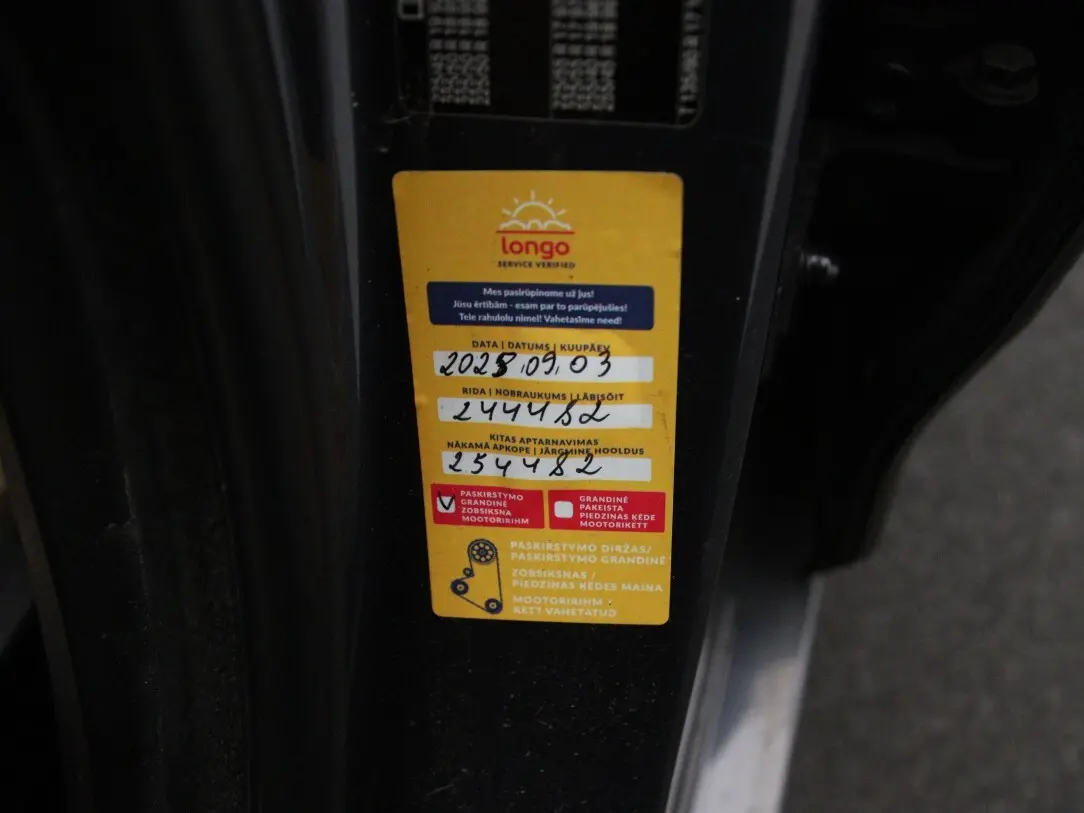 longo
SERVICE VERIFIED
Mes pasirūpinome už Jus!
Jūsu ērtībām - esam par to parūpējušies!
Teie rahulolu nimel! Vahetasime need!
DATA | DATUMS | KUUPÄEV
2025.09.03
RIDA | NOBRAUKUMS | LÄBISÕIT
244482
KITAS APTARNAVIMAS
NĀKAMĀ APKOPE | JÄRGMINE HOOLDUS
254482
PASKIRSTYMO
GRANDINĖ
ZOBSIKSNA
MOOTORIRIHM
GRANDINĖ
PAKEISTA
PIEDZIŅAS ĶĒDE
MOOTORIKETT
PASKIRSTYMO DIRŽAS/
PASKIRSTYMO GRANDINĖ
ZOBSIKSNAS /
PIEDZIŅAS ĶĒDES MAIŅA
MOOTORIRIHM -
KETT VAHETATUD